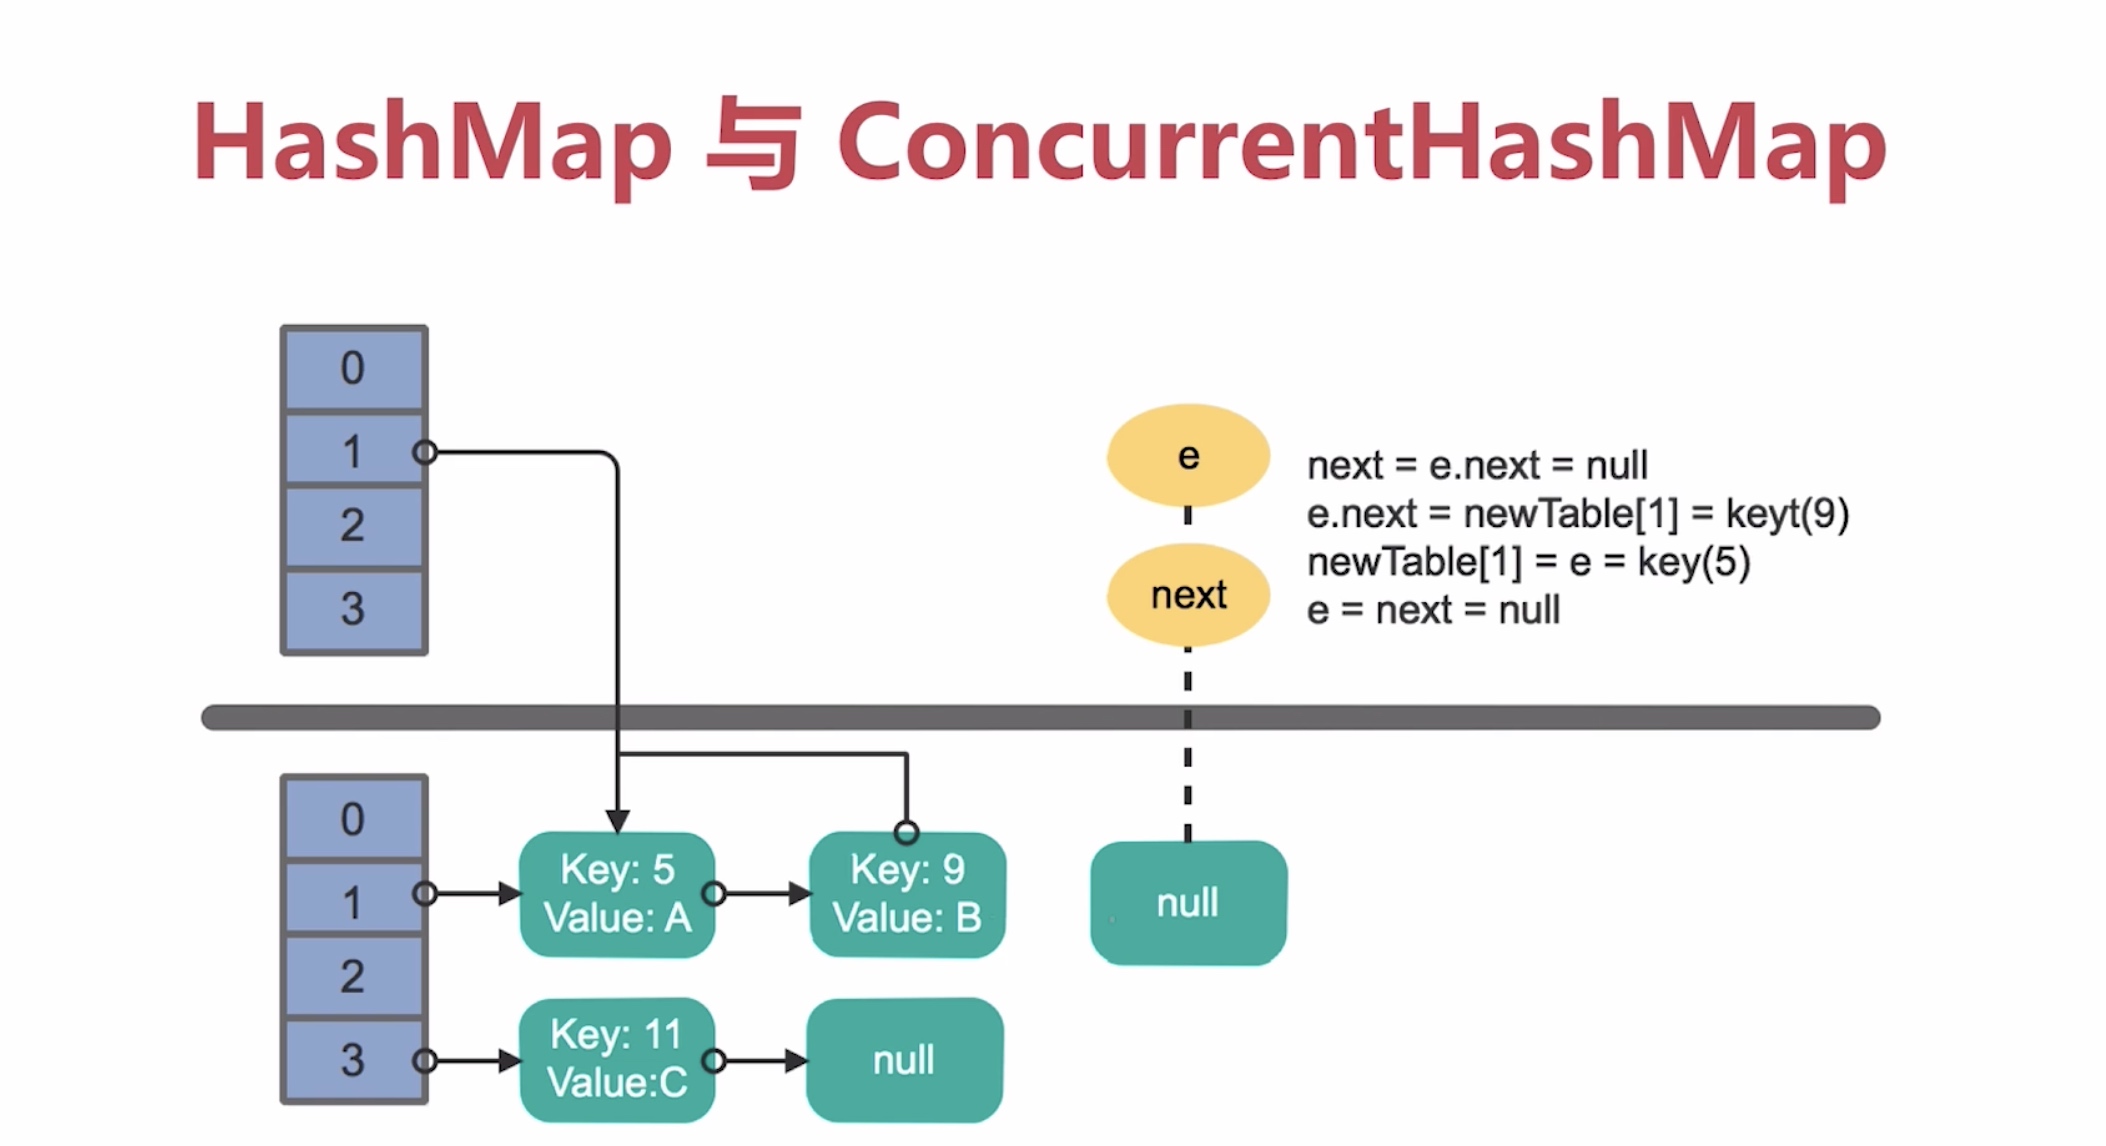 HashMap 与 ConcurrentHashMap
0
1
2
3
e
next
next = e.next = null
e.next = newTable[1] = keyt(9)
newTable[1] = e = key(5)
e = next = null
0
1
2
3
Key: 5
Value: A
Key: 9
Value: B
null
Key: 11
Value:C
null